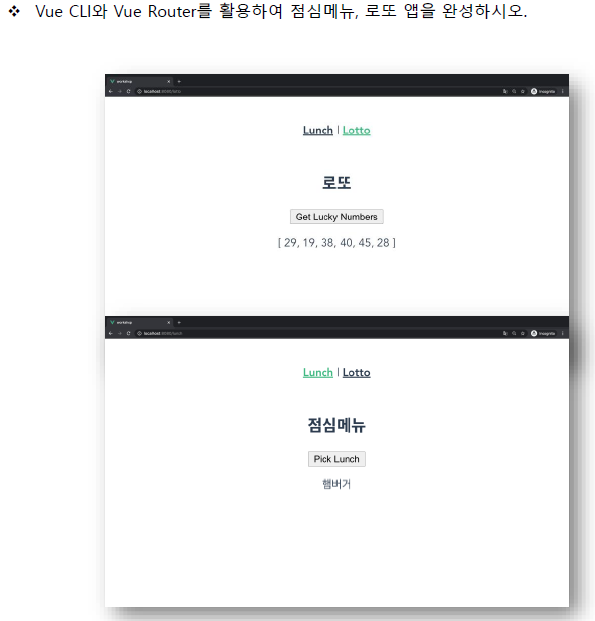 ❖ Vue CLI와 Vue Router를 활용하여 점심메뉴, 로또 앱을 완성하시오.
workshop
localhost:8080/lotto
Incognito
Lunch | Lotto
로또
Get Lucky Numbers
[ 29, 19, 38, 40, 45, 28 ]
workshop
localhost:8080/lunch
Incognito
Lunch | Lotto
점심메뉴
Pick Lunch
햄버거